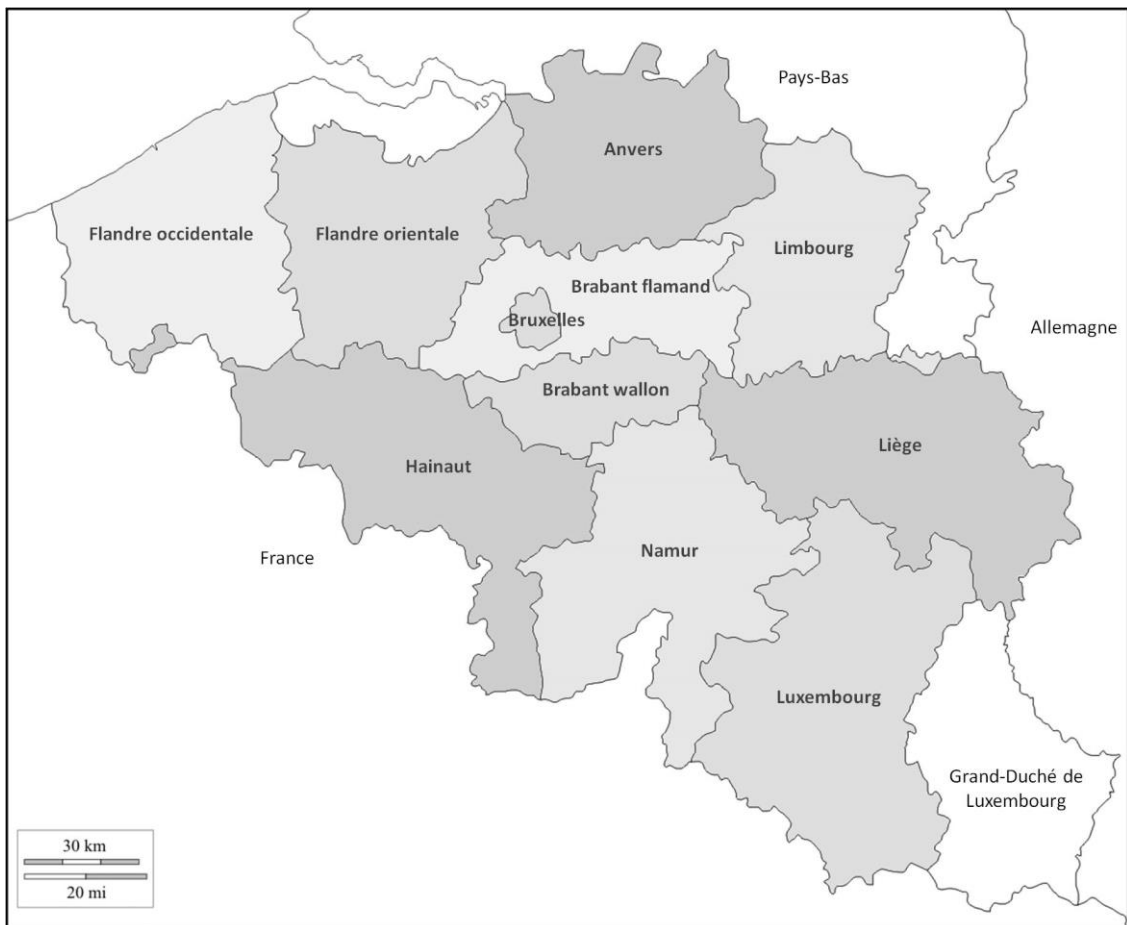 Pays-Bas
Anvers
Flandre occidentale
Flandre orientale
Limbourg
Brabant flamand
Bruxelles
Allemagne
Brabant wallon
Liège
Hainaut
Namur
France
Luxembourg
Grand-Duché de
Luxembourg
30 km
20 mi